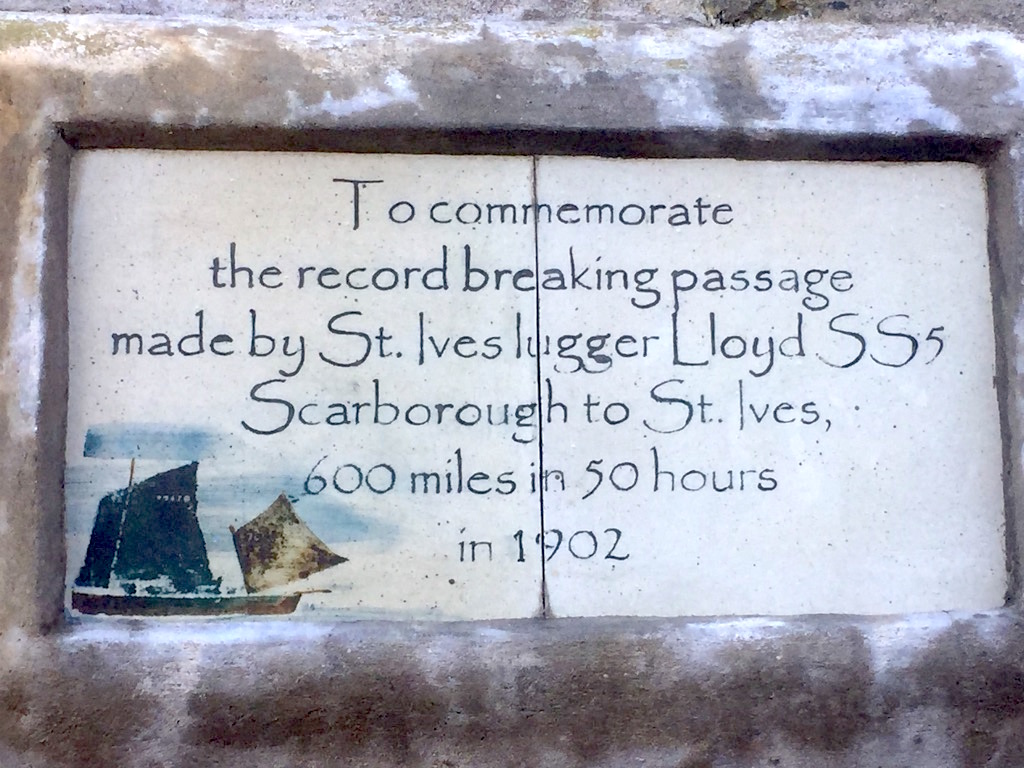 To commemorate
the record breaking passage
made by St. Ives lugger Lloyd SS5
Scarborough to St. Ives,
600 miles in 50 hours
in 1902